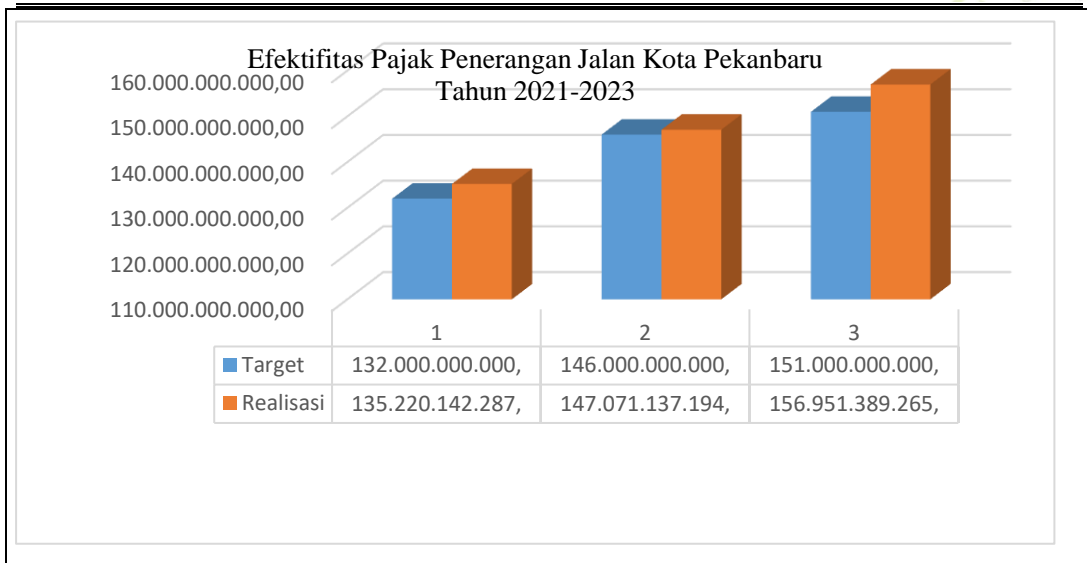 Efektifitas Pajak Penerangan Jalan Kota Pekanbaru
Tahun 2021-2023
160.000.000.000,00
150.000.000.000,00
140.000.000.000,00
130.000.000.000,00
120.000.000.000,00
110.000.000.000,00
1 2 3
Target 132.000.000.000, 146.000.000.000, 151.000.000.000,
Realisasi 135.220.142.287, 147.071.137.194, 156.951.389.265,